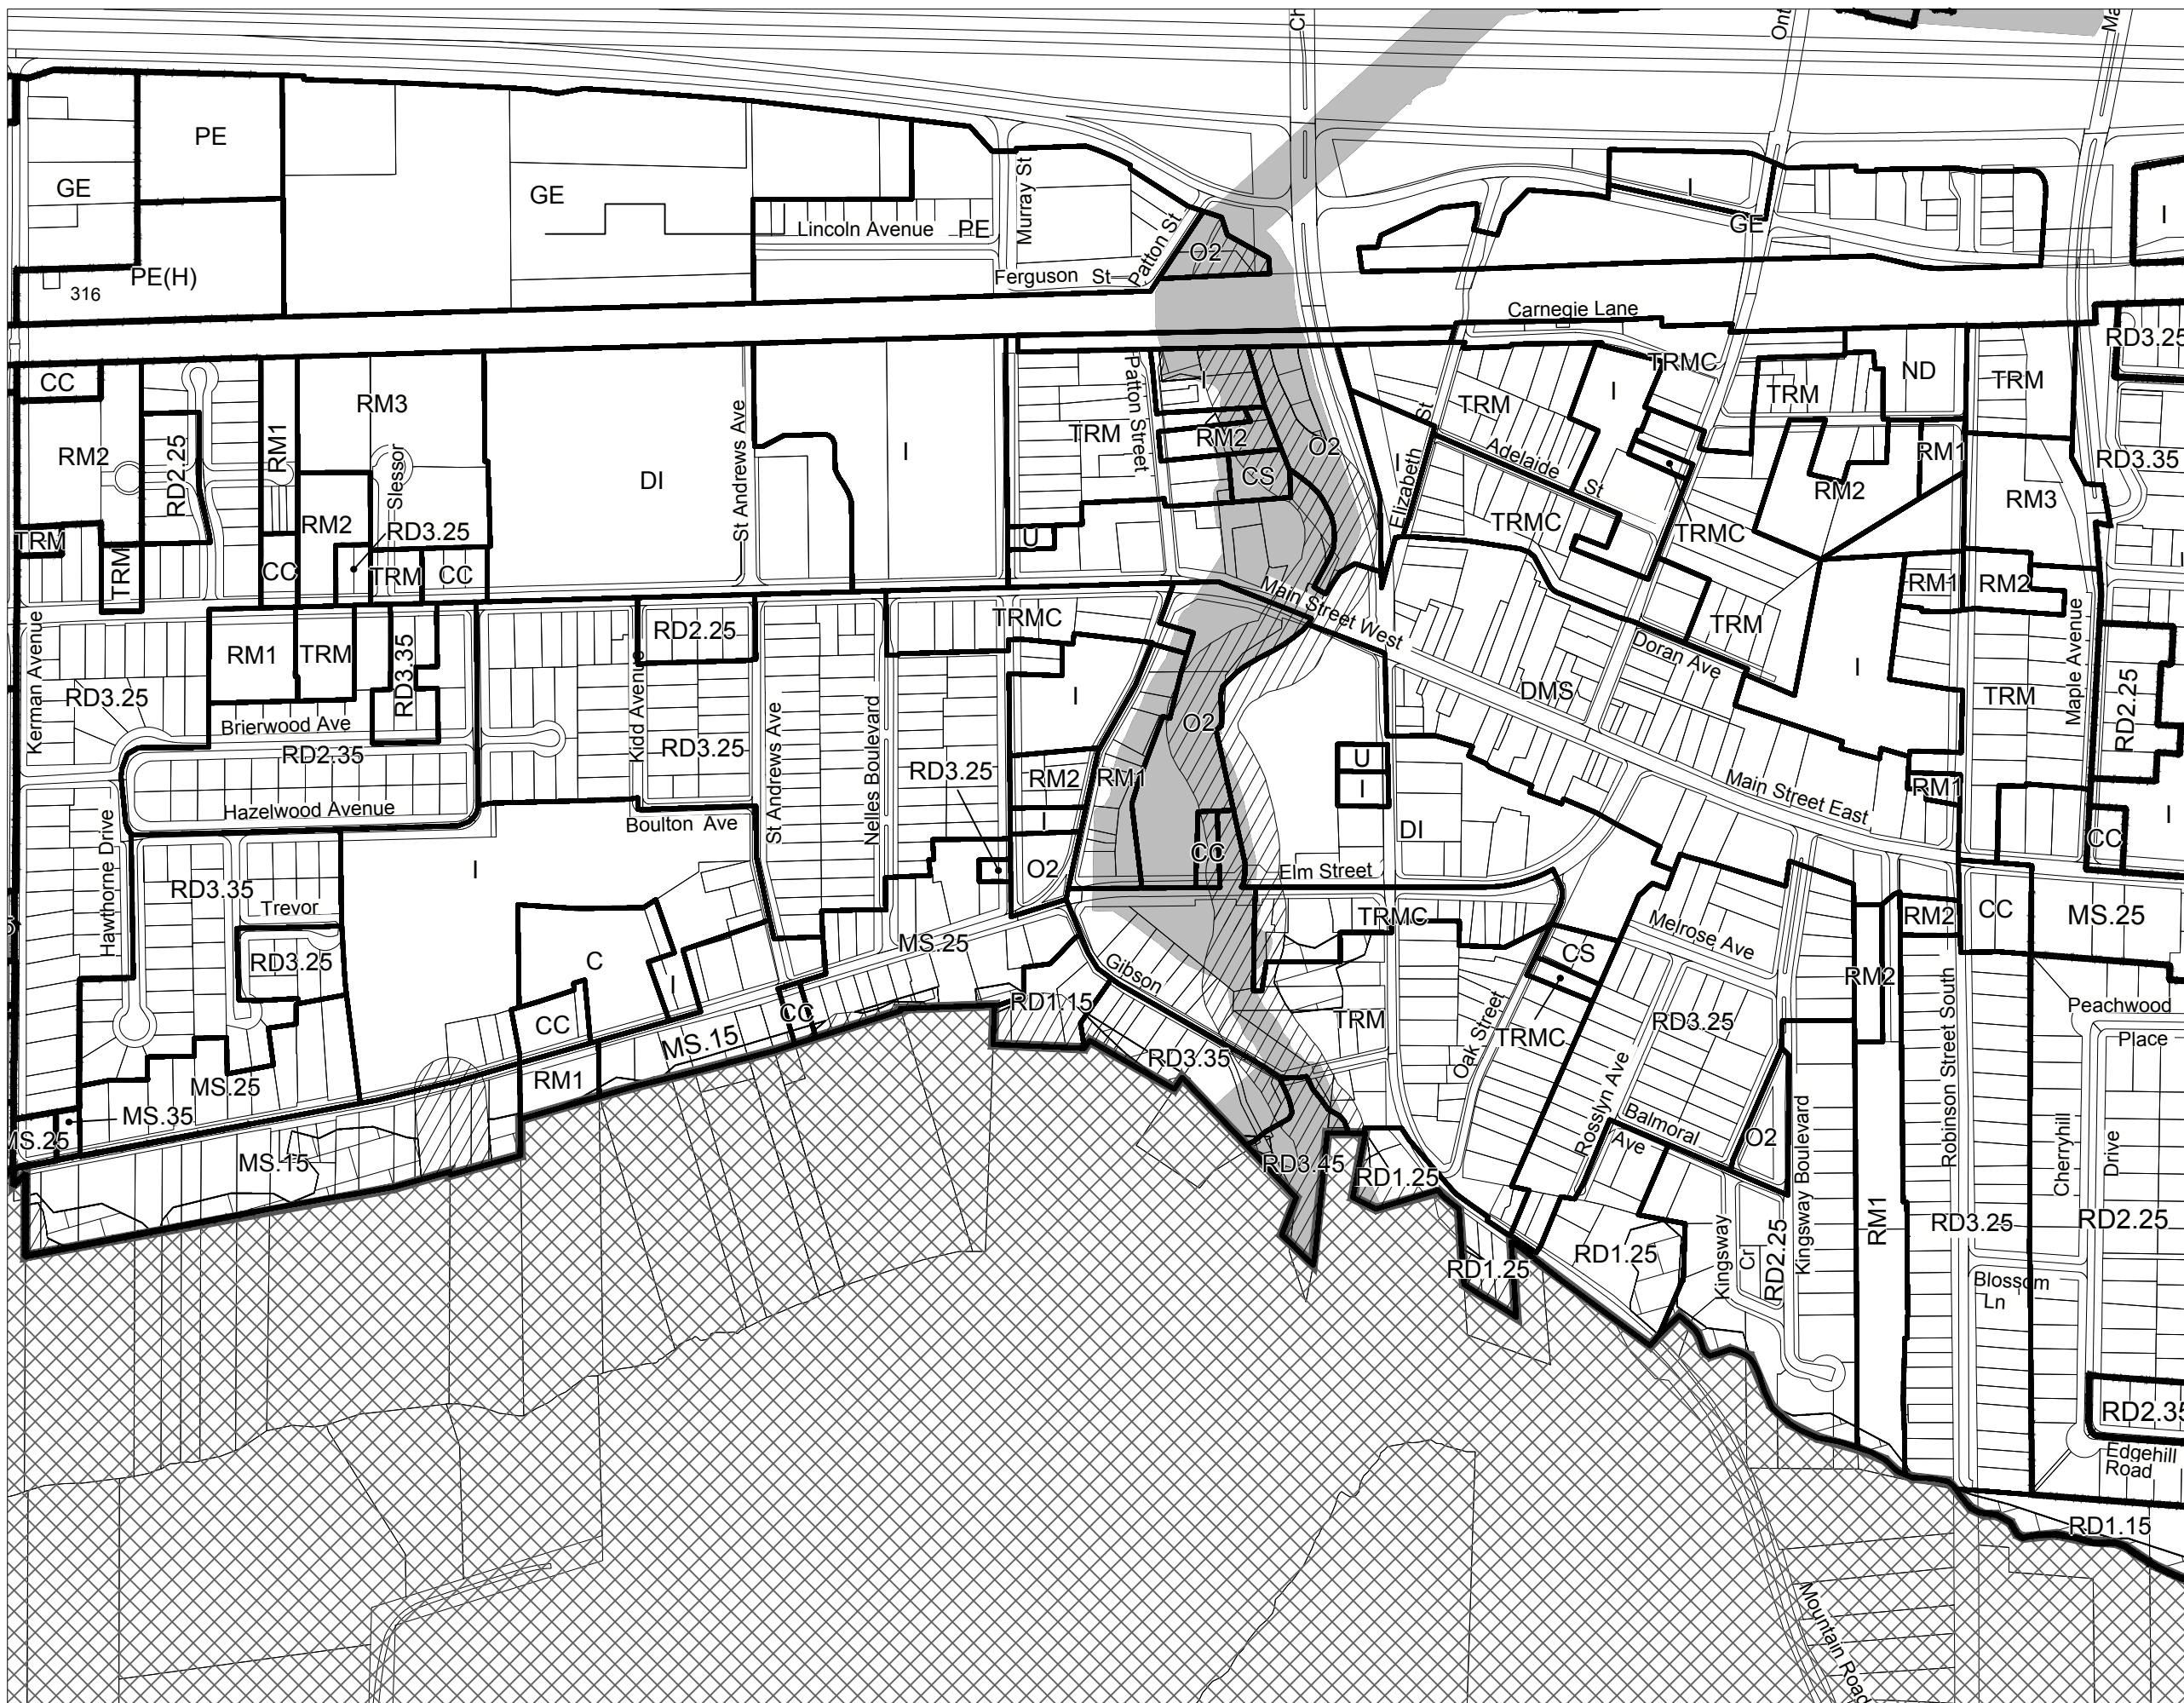 Ch
Ont
Ma
PE
GE
GE
I
I
Murray St
Lincoln Avenue
PE
Patton St
GE
O2
PE(H)
316
Ferguson St
Carnegie Lane
RD3.25
CC
RM3
TRMC
ND
TRM
I
TRM
I
TRM
RM2
RD2.25
RM1
St Andrews Ave
I
TRM
Patton Street
RM2
O2
Elizabeth St
Adelaide St
RM1
RD3.35
DI
Slessor
CS
I
RM2
RM3
RM2
RD3.25
TRMC
TRMC
TRM
U
TRM
CC
TRM
CC
RM1
RM2
Main Street West
TRMC
RD2.25
TRM
Doran Ave
Kerman Avenue
RM1
TRM
RD3.35
I
Maple Avenue
RD3.25
Brierwood Ave
RD2.35
Kidd Avenue
RD3.25
St Andrews Ave
Nelles Boulevard
I
O2
DMS
TRM
RD2.25
RD3.25
RM2
RM1
U
I
Main Street East
RM1
Hazelwood Avenue
Boulton Ave
I
DI
I
CC
Hawthorne Drive
CC
I
O2
Elm Street
RD3.35
Trevor
TRMC
RM2
CC
MS.25
Melrose Ave
MS.25
RD3.25
C
I
Gibson
CS
RM2
Robinson Street South
CC
CC
RD1.15
TRM
Oak Street
TRMC
RD3.25
Peachwood
Place
MS.15
RD3.35
RM1
MS.25
MS.35
Rosslyn Ave
Balmoral
Ave
O2
Kingsway Boulevard
Cherryhill
Drive
MS.25
MS.15
RD3.45
RD1.25
RM1
RD3.25
RD2.25
RD1.25
RD1.25
Kingsway
Cr
RD2.25
Blossom
Ln
RD2.35
Edgehill
Road
RD1.15
Mountain Road